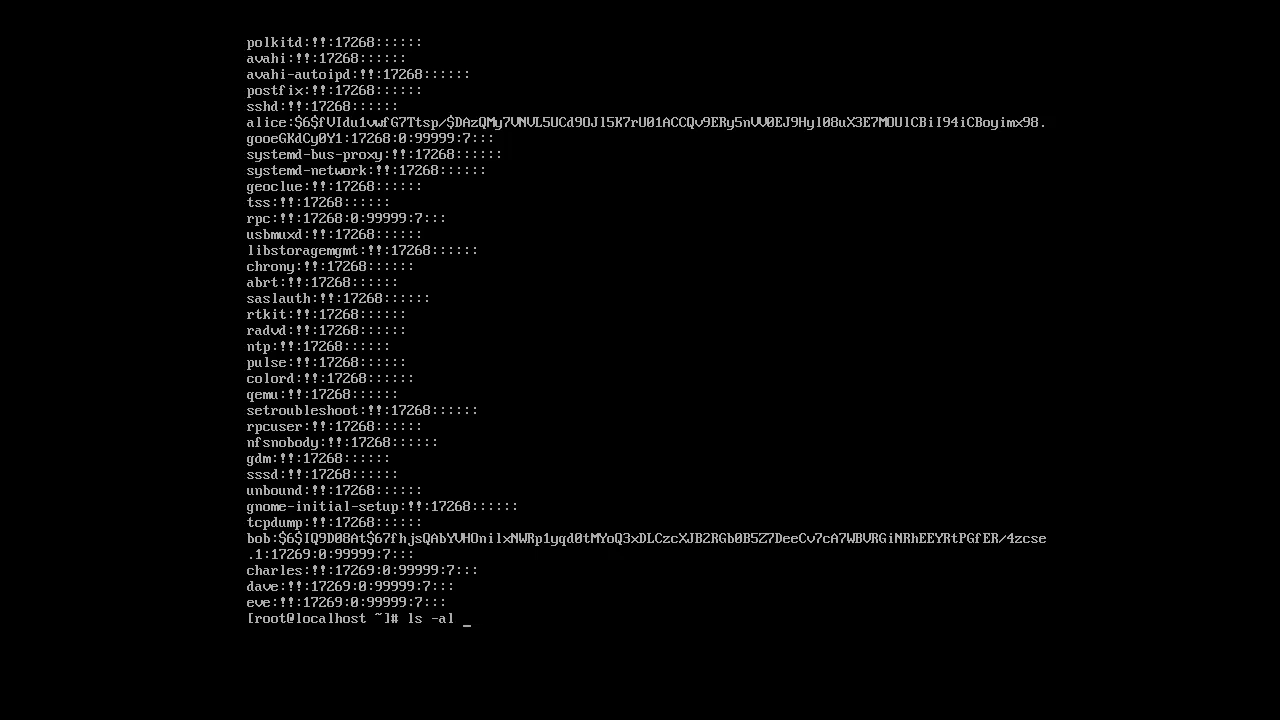 polkitd:!!:17268::::::
avahi:!!:17268::::::
avahi-autoipd:!!:17268::::::
postfix:!!:17268::::::
sshd:!!:17268::::::
alice:$6$fVIdu1vwfG7Ttsp/$DAzQMy7VNVL5UCd9OJl5K7rU01ACCQv9ERy5nVV0EJ9Hyl08uX3E7MOUlCBiI94iCBoyimx98.
gooeGKdCy0Y1:17268:0:99999:7:::
systemd-bus-proxy:!!:17268::::::
systemd-network:!!:17268::::::
geoclue:!!:17268::::::
tss:!!:17268::::::
rpc:!!:17268:0:99999:7:::
usbmuxd:!!:17268::::::
libstoragemgmt:!!:17268::::::
chrony:!!:17268::::::
abrt:!!:17268::::::
saslauth:!!:17268::::::
rtkit:!!:17268::::::
radvd:!!:17268::::::
ntp:!!:17268::::::
pulse:!!:17268::::::
colord:!!:17268::::::
qemu:!!:17268::::::
setroubleshoot:!!:17268::::::
rpcuser:!!:17268::::::
nfsnobody:!!:17268::::::
gdm:!!:17268::::::
sssd:!!:17268::::::
unbound:!!:17268::::::
gnome-initial-setup:!!:17268::::::
tcpdump:!!:17268::::::
bob:$6$IQ9D08At$67fhjsQAbYVHOnilxNWRp1yqd0tMYoQ3xDLCzcXJB2RGb0B5Z7DeeCv7cA7WBVRGiNRhEEYRtPGfER/4zcse
.1:17269:0:99999:7:::
charles:!!:17269:0:99999:7:::
dave:!!:17269:0:99999:7:::
eve:!!:17269:0:99999:7:::
[root@localhost ~]# ls -al _